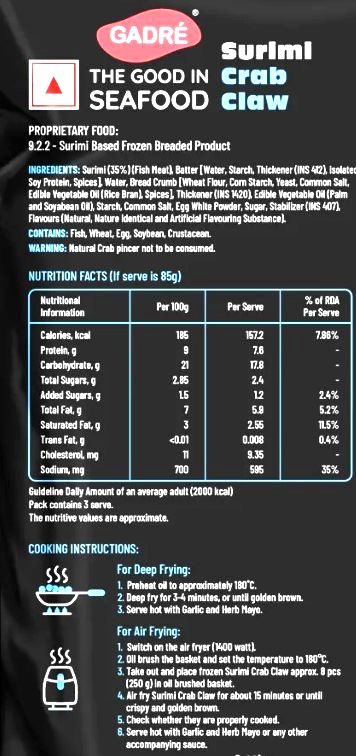 GADRÉ®
THE GOOD IN
SEAFOOD
Surimi
Crab
Claw
PROPRIETARY FOOD:
9.2.2 - Surimi Based Frozen Breaded Product
INGREDIENTS: Surimi (35%) (Fish Meat), Batter [Water, Starch, Thickener (INS 412), Isolated
Soy Protein, Spices], Water, Bread Crumb [Wheat Flour, Corn Starch, Yeast, Common Salt,
Edible Vegetable Oil (Rice Bran), Spices], Thickener (INS 1420), Edible Vegetable Oil (Palm
and Soyabean Oil), Starch, Common Salt, Egg White Powder, Sugar, Stabilizer (INS 407),
Flavours (Natural, Nature Identical and Artificial Flavouring Substance).
CONTAINS: Fish, Wheat, Egg, Soybean, Crustacean.
WARNING: Natural Crab pincer not to be consumed.
NUTRITION FACTS (If serve is 85g)
Nutritional Information Per 100g Per Serve % of RDA Per Serve
Calories, kcal 185 157.2 7.86%
Protein, g 9 7.6 -
Carbohydrate, g 21 17.8 -
Total Sugars, g 2.85 2.4 -
Added Sugars, g 1.5 1.2 2.4%
Total Fat, g 7 5.9 5.2%
Saturated Fat, g 3 2.55 11.5%
Trans Fat, g <0.01 0.008 0.4%
Cholesterol, mg 11 9.35 -
Sodium, mg 700 595 35%
Guideline Daily Amount of an average adult (2000 kcal)
Pack contains 3 serve.
The nutritive values are approximate.
COOKING INSTRUCTIONS:
For Deep Frying:
1. Preheat oil to approximately 180°C.
2. Deep fry for 3-4 minutes, or until golden brown.
3. Serve hot with Garlic and Herb Mayo.
For Air Frying:
1. Switch on the air fryer (1400 watt).
2. Oil brush the basket and set the temperature to 180°C.
3. Take out and place frozen Surimi Crab Claw approx. 8 pcs
(250 g) in oil brushed basket.
4. Air fry Surimi Crab Claw for about 15 minutes or until
crispy and golden brown.
5. Check whether they are properly cooked.
6. Serve hot with Garlic and Herb Mayo or any other
accompanying sauce.